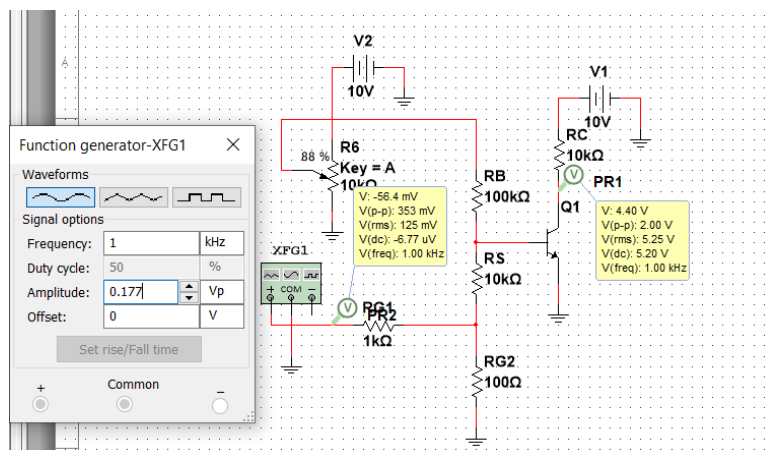 A
V2
10V
V1
10V
Function generator-XFG1
Waveforms
Signal options
Frequency: 1 kHz
Duty cycle: 50 %
Amplitude: 0.177 Vp
Offset: 0 V
Set rise/Fall time
+ Common −
88 %
R6
Key = A
10kΩ
V: -56.4 mV
V(p-p): 353 mV
V(rms): 125 mV
V(dc): -6.77 uV
V(freq): 1.00 kHz
RC
10kΩ
V PR1
RB
100kΩ
Q1
V: 4.40 V
V(p-p): 2.00 V
V(rms): 5.25 V
V(dc): 5.20 V
V(freq): 1.00 kHz
XFG1
+ COM −
RS
10kΩ
V RG1
PR2
1kΩ
RG2
100Ω